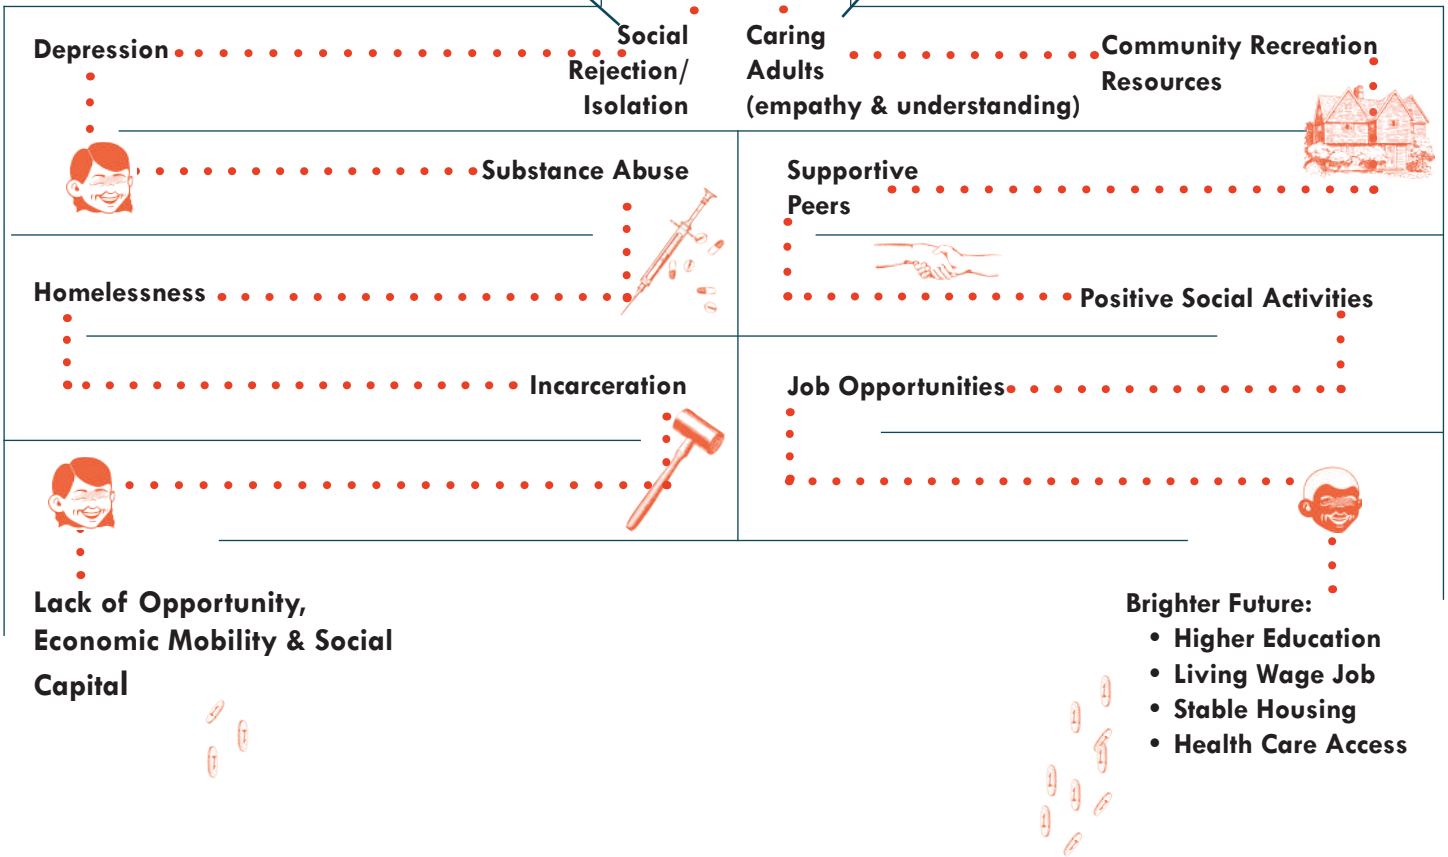 Depression
Social
Rejection/
Isolation
Substance Abuse
Homelessness
Incarceration
Lack of Opportunity,
Economic Mobility & Social
Capital
Caring
Adults
(empathy & understanding)
Community Recreation
Resources
Supportive
Peers
Positive Social Activities
Job Opportunities
Brighter Future:
• Higher Education
• Living Wage Job
• Stable Housing
• Health Care Access